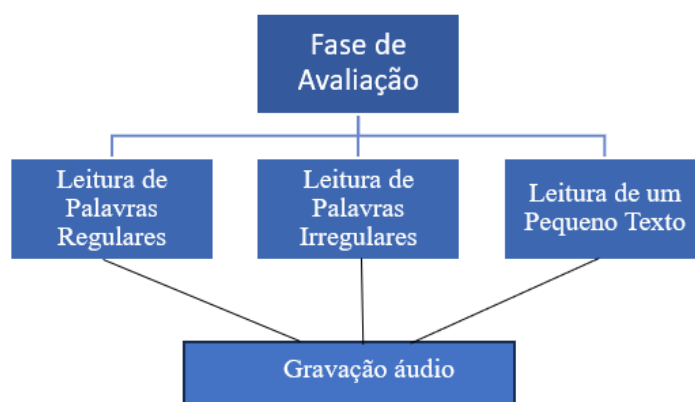 Fase de
Avaliação
Leitura de
Palavras
Regulares
Leitura de
Palavras
Irregulares
Leitura de um
Pequeno Texto
Gravação áudio